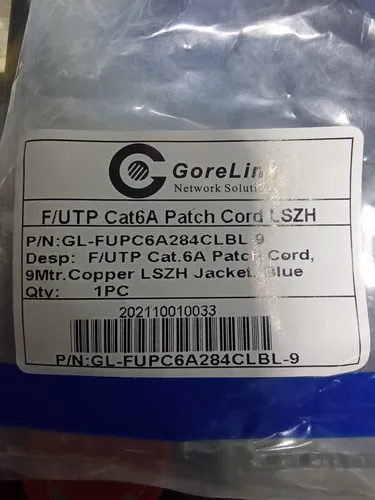 GoreLink
Network Solution
F/UTP Cat6A Patch Cord LSZH
P/N:GL-FUPC6A284CLBL-9
Desp: F/UTP Cat.6A Patch Cord,
9Mtr.Copper LSZH Jacket, Blue
Qty: 1PC
202110010033
P/N:GL-FUPC6A284CLBL-9